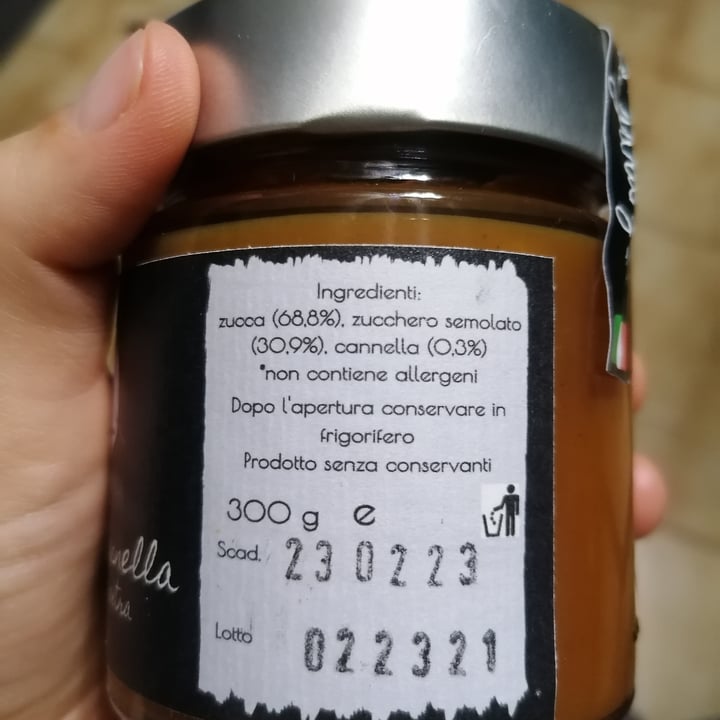 Ingredienti:
zucca (68,8%), zucchero semolato
(30,9%), cannella (0,3%)
*non contiene allergeni
Dopo l'apertura conservare in
frigorifero
Prodotto senza conservanti
300 g e
Scad. 230223
Lotto 022321